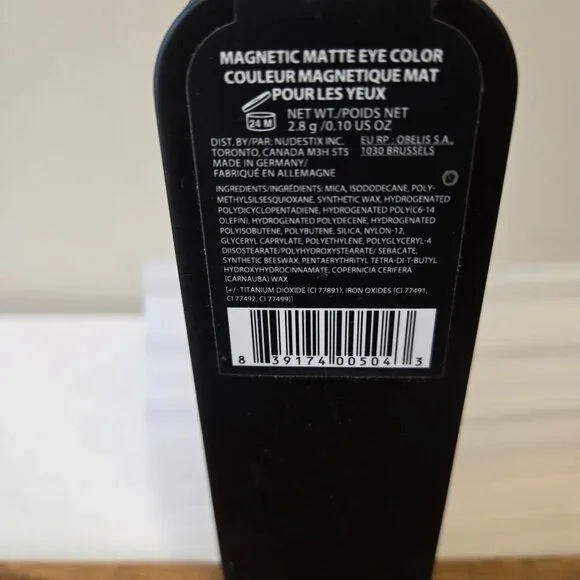 MAGNETIC MATTE EYE COLOR
COULEUR MAGNETIQUE MAT
POUR LES YEUX
24 M
NET WT./POIDS NET
2.8 g /0.10 US OZ
DIST. BY/PAR: NUDESTIX INC.
TORONTO, CANADA M3H 5T5
MADE IN GERMANY/
FABRIQUÉ EN ALLEMAGNE
EU RP : OBELIS S.A.,
1030 BRUSSELS
INGREDIENTS/INGRÉDIENTS: MICA, ISODODECANE, POLY-
METHYLSILSESQUIOXANE, SYNTHETIC WAX, HYDROGENATED
POLYDICYCLOPENTADIENE, HYDROGENATED POLY(C6-14
OLEFIN), HYDROGENATED POLYDECENE, HYDROGENATED
POLYISOBUTENE, POLYBUTENE, SILICA, NYLON-12,
GLYCERYL CAPRYLATE, POLYETHYLENE, POLYGLYCERYL-4
DIISOSTEARATE/POLYHYDROXYSTEARATE/ SEBACATE,
SYNTHETIC BEESWAX, PENTAERYTHRITYL TETRA-DI-T-BUTYL
HYDROXYHYDROCINNAMATE, COPERNICIA CERIFERA
(CARNAUBA) WAX
[+/- TITANIUM DIOXIDE (CI 77891), IRON OXIDES (CI 77491,
CI 77492, CI 77499)]
8 39174 00504 3